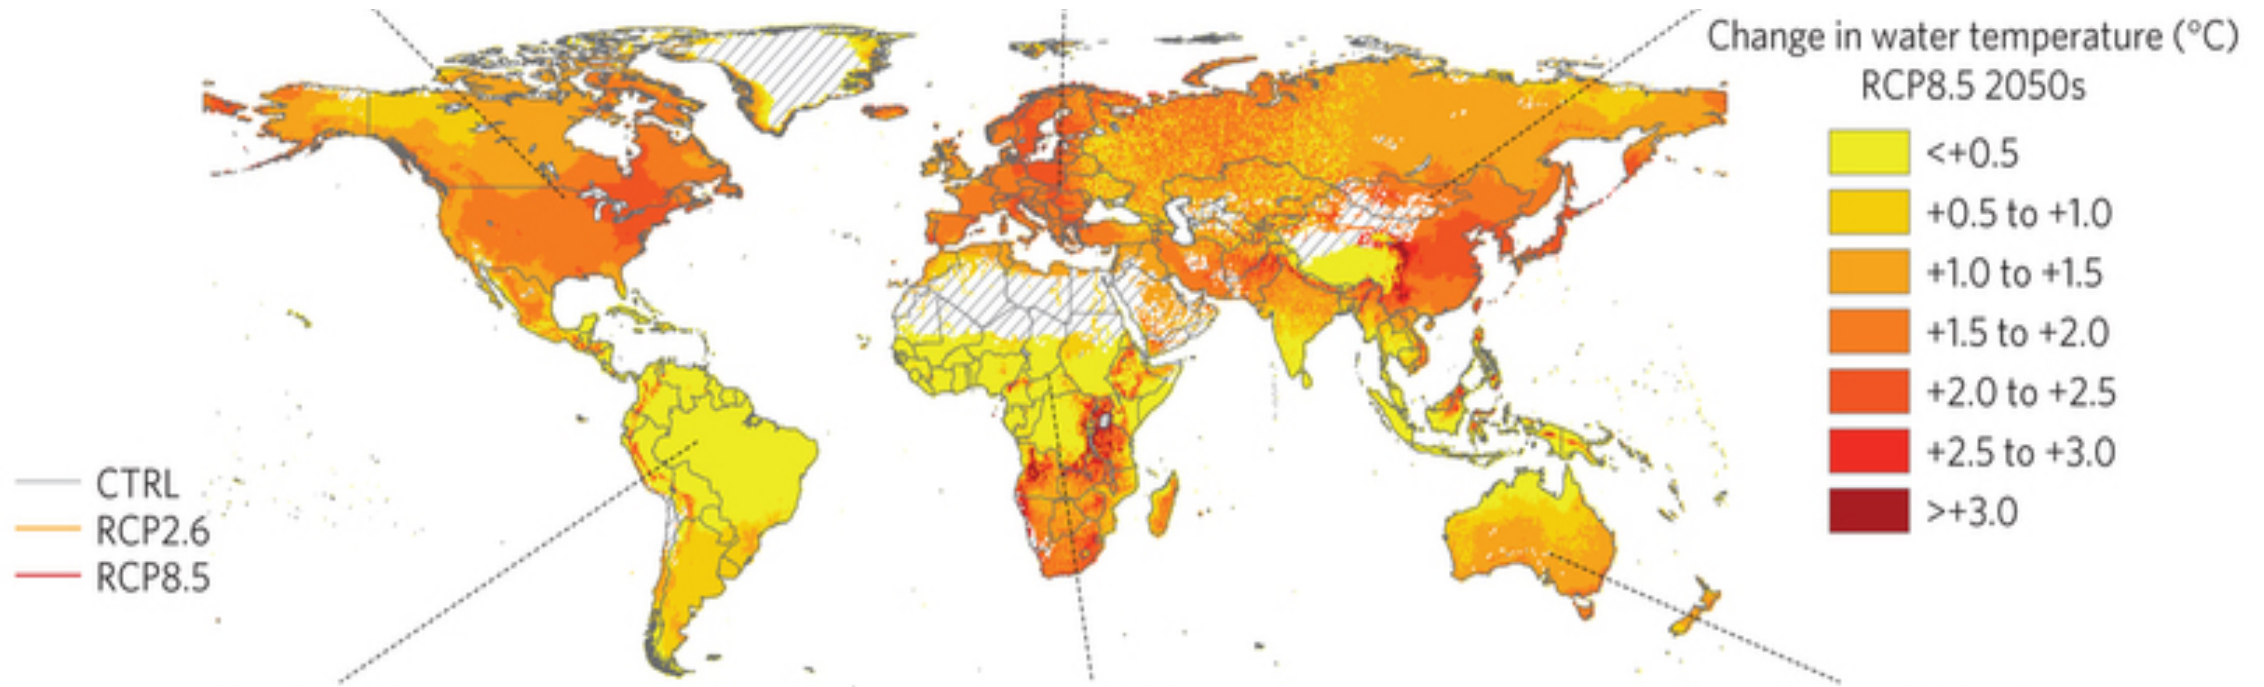 Change in water temperature (°C)
RCP8.5 2050s
<+0.5
+0.5 to +1.0
+1.0 to +1.5
+1.5 to +2.0
+2.0 to +2.5
+2.5 to +3.0
>+3.0
CTRL
RCP2.6
RCP8.5